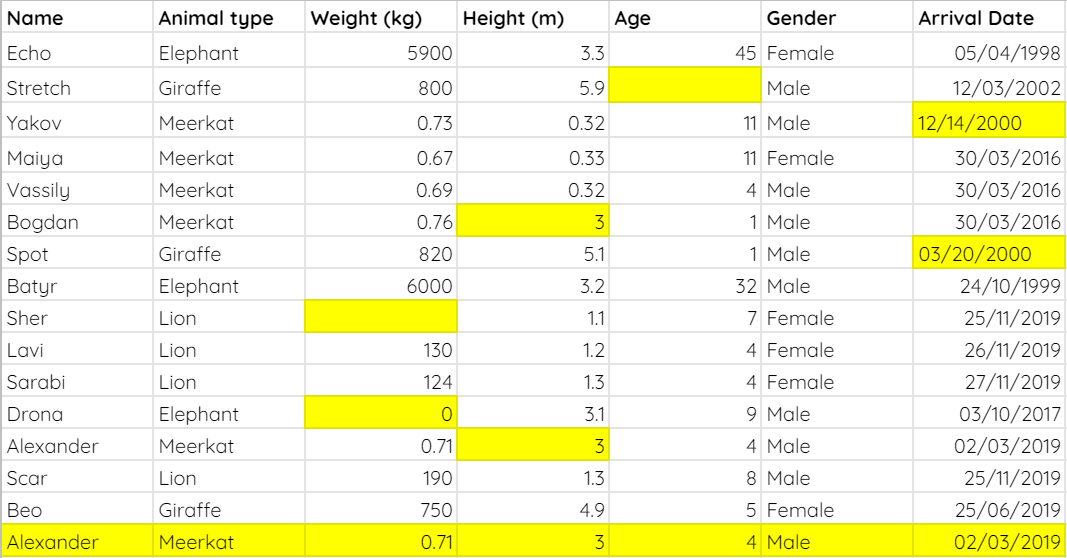 Name Animal type Weight (kg) Height (m) Age Gender Arrival Date
Echo Elephant 5900 3.3 45 Female 05/04/1998
Stretch Giraffe 800 5.9 Male 12/03/2002
Yakov Meerkat 0.73 0.32 11 Male 12/14/2000
Maiya Meerkat 0.67 0.33 11 Female 30/03/2016
Vassily Meerkat 0.69 0.32 4 Male 30/03/2016
Bogdan Meerkat 0.76 3 1 Male 30/03/2016
Spot Giraffe 820 5.1 1 Male 03/20/2000
Batyr Elephant 6000 3.2 32 Male 24/10/1999
Sher Lion 1.1 7 Female 25/11/2019
Lavi Lion 130 1.2 4 Female 26/11/2019
Sarabi Lion 124 1.3 4 Female 27/11/2019
Drona Elephant 0 3.1 9 Male 03/10/2017
Alexander Meerkat 0.71 3 4 Male 02/03/2019
Scar Lion 190 1.3 8 Male 25/11/2019
Beo Giraffe 750 4.9 5 Female 25/06/2019
Alexander Meerkat 0.71 3 4 Male 02/03/2019